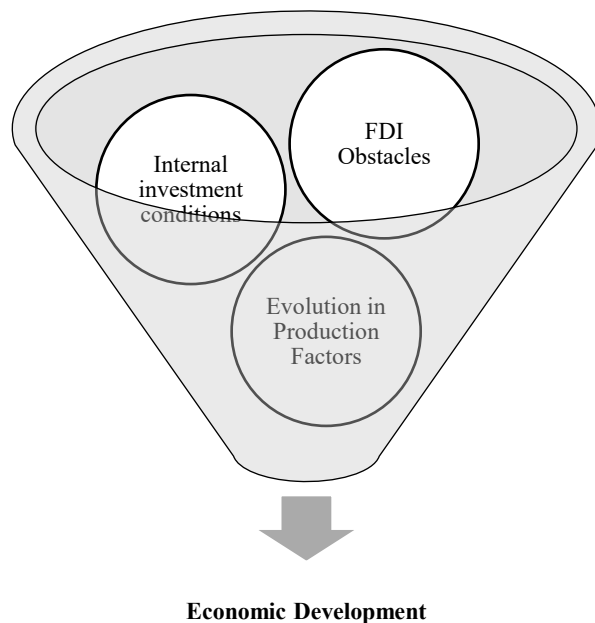 FDI
Obstacles
Internal
investment
conditions
Evolution in
Production
Factors
Economic Development